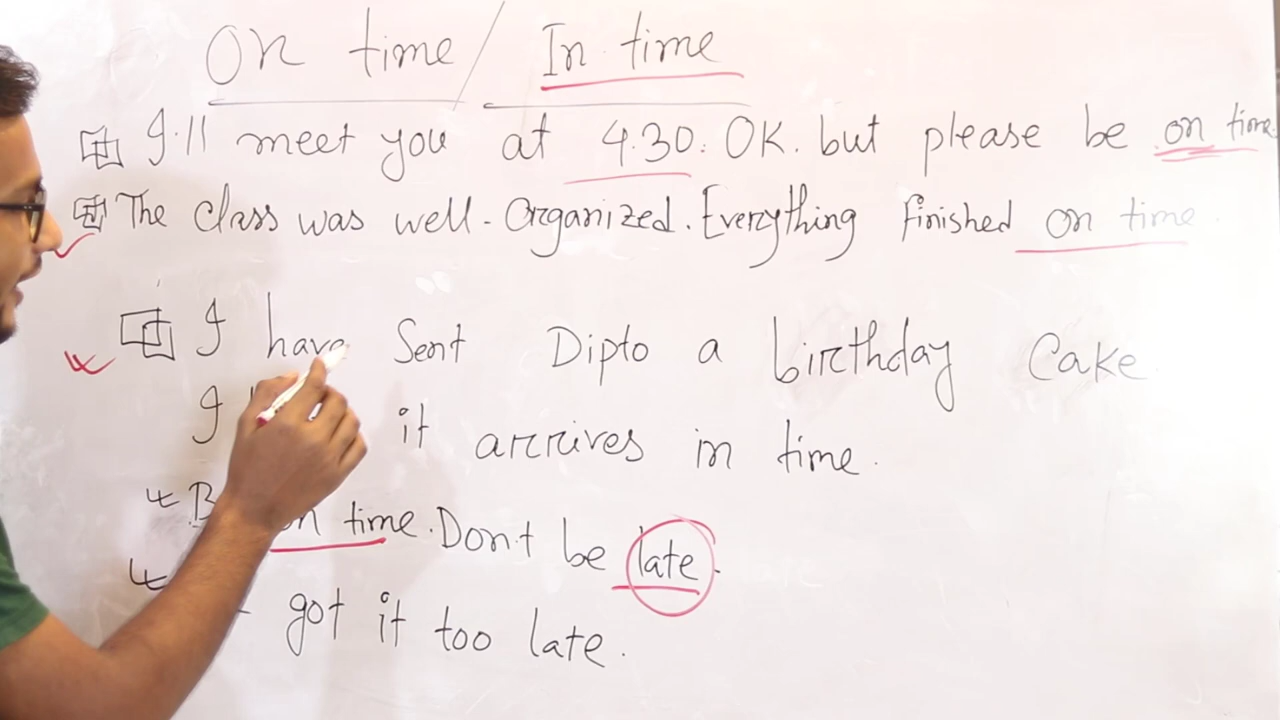 On time / In time
I'll meet you at 4.30. OK. but please be on time
The class was well-Organized. Everything finished on time.
I have Sent Dipto a birthday Cake.
I it arrives in time.
on time. Don't be late.
got it too late.